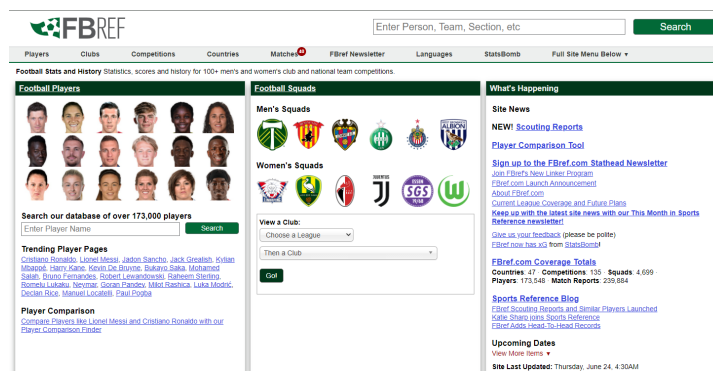 FBREF
Enter Person, Team, Section, etc
Search
Players Clubs Competitions Countries Matches 48 FBref Newsletter Languages StatsBomb Full Site Menu Below ▼
Football Stats and History Statistics, scores and history for 100+ men's and women's club and national team competitions.
Football Players
Search our database of over 173,000 players
Enter Player Name
Search
Trending Player Pages
Cristiano Ronaldo, Lionel Messi, Jadon Sancho, Jack Grealish, Kylian
Mbappé, Harry Kane, Kevin De Bruyne, Bukayo Saka, Mohamed
Salah, Bruno Fernandes, Robert Lewandowski, Raheem Sterling,
Romelu Lukaku, Neymar, Goran Pandev, Milot Rashica, Luka Modrić,
Declan Rice, Manuel Locatelli, Paul Pogba
Player Comparison
Compare Players like Lionel Messi and Cristiano Ronaldo with our
Player Comparison Finder
Football Squads
Men's Squads
ALBION
Women's Squads
JUVENTUS
ESSEN
SGS
19/68
View a Club:
Choose a League
Then a Club
Go!
What's Happening
Site News
NEW! Scouting Reports
Player Comparison Tool
Sign up to the FBref.com Stathead Newsletter
Join FBref's New Linker Program
FBref.com Launch Announcement
About FBref.com
Current League Coverage and Future Plans
Keep up with the latest site news with our This Month in Sports
Reference newsletter!
Give us your feedback (please be polite)
FBref now has xG from StatsBomb!
FBref.com Coverage Totals
Countries: 47 · Competitions: 135 · Squads: 4,699 ·
Players: 173,548 · Match Reports: 239,884
Sports Reference Blog
FBref Scouting Reports and Similar Players Launched
Katie Sharp joins Sports Reference
FBref Adds Head-To-Head Records
Upcoming Dates
View More Items ▼
Site Last Updated: Thursday, June 24, 4:30AM